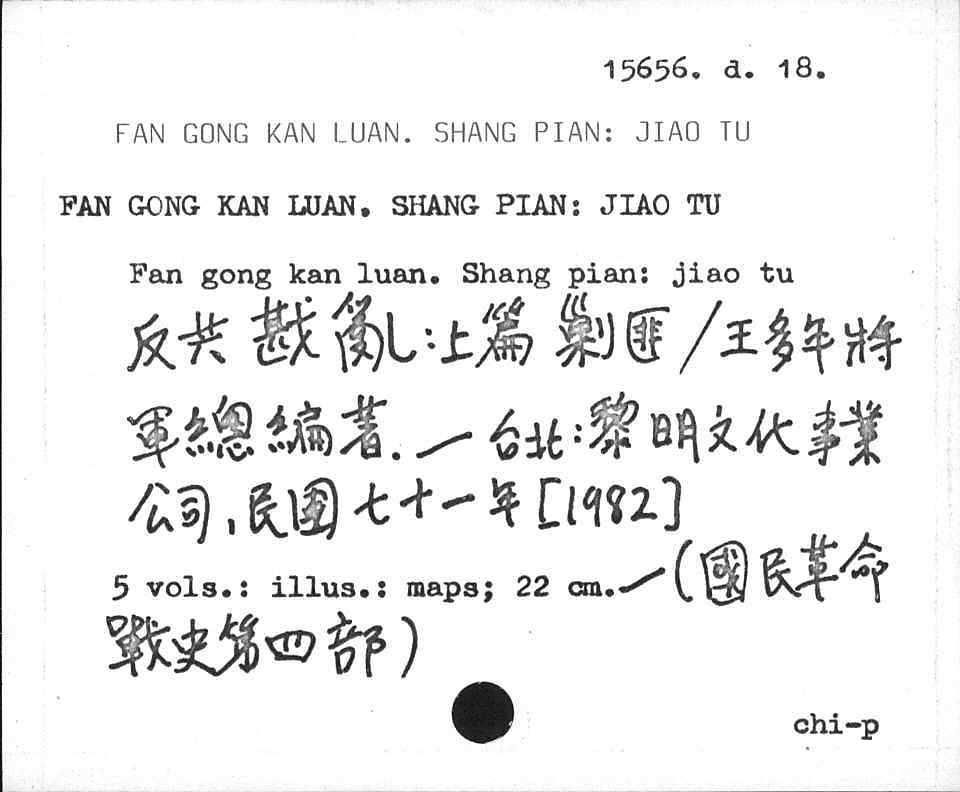 15656. d. 18.
FAN GONG KAN LUAN. SHANG PIAN: JIAO TU
FAN GONG KAN LUAN. SHANG PIAN: JIAO TU
Fan gong kan luan. Shang pian: jiao tu
反共戡亂:上篇 剿匪/王多年將
軍總編著.—台北:黎明文化事業
公司,民國七十一年[1982]
5 vols.: illus.: maps; 22 cm.—(國民革命
戰史第四部)
chi-p